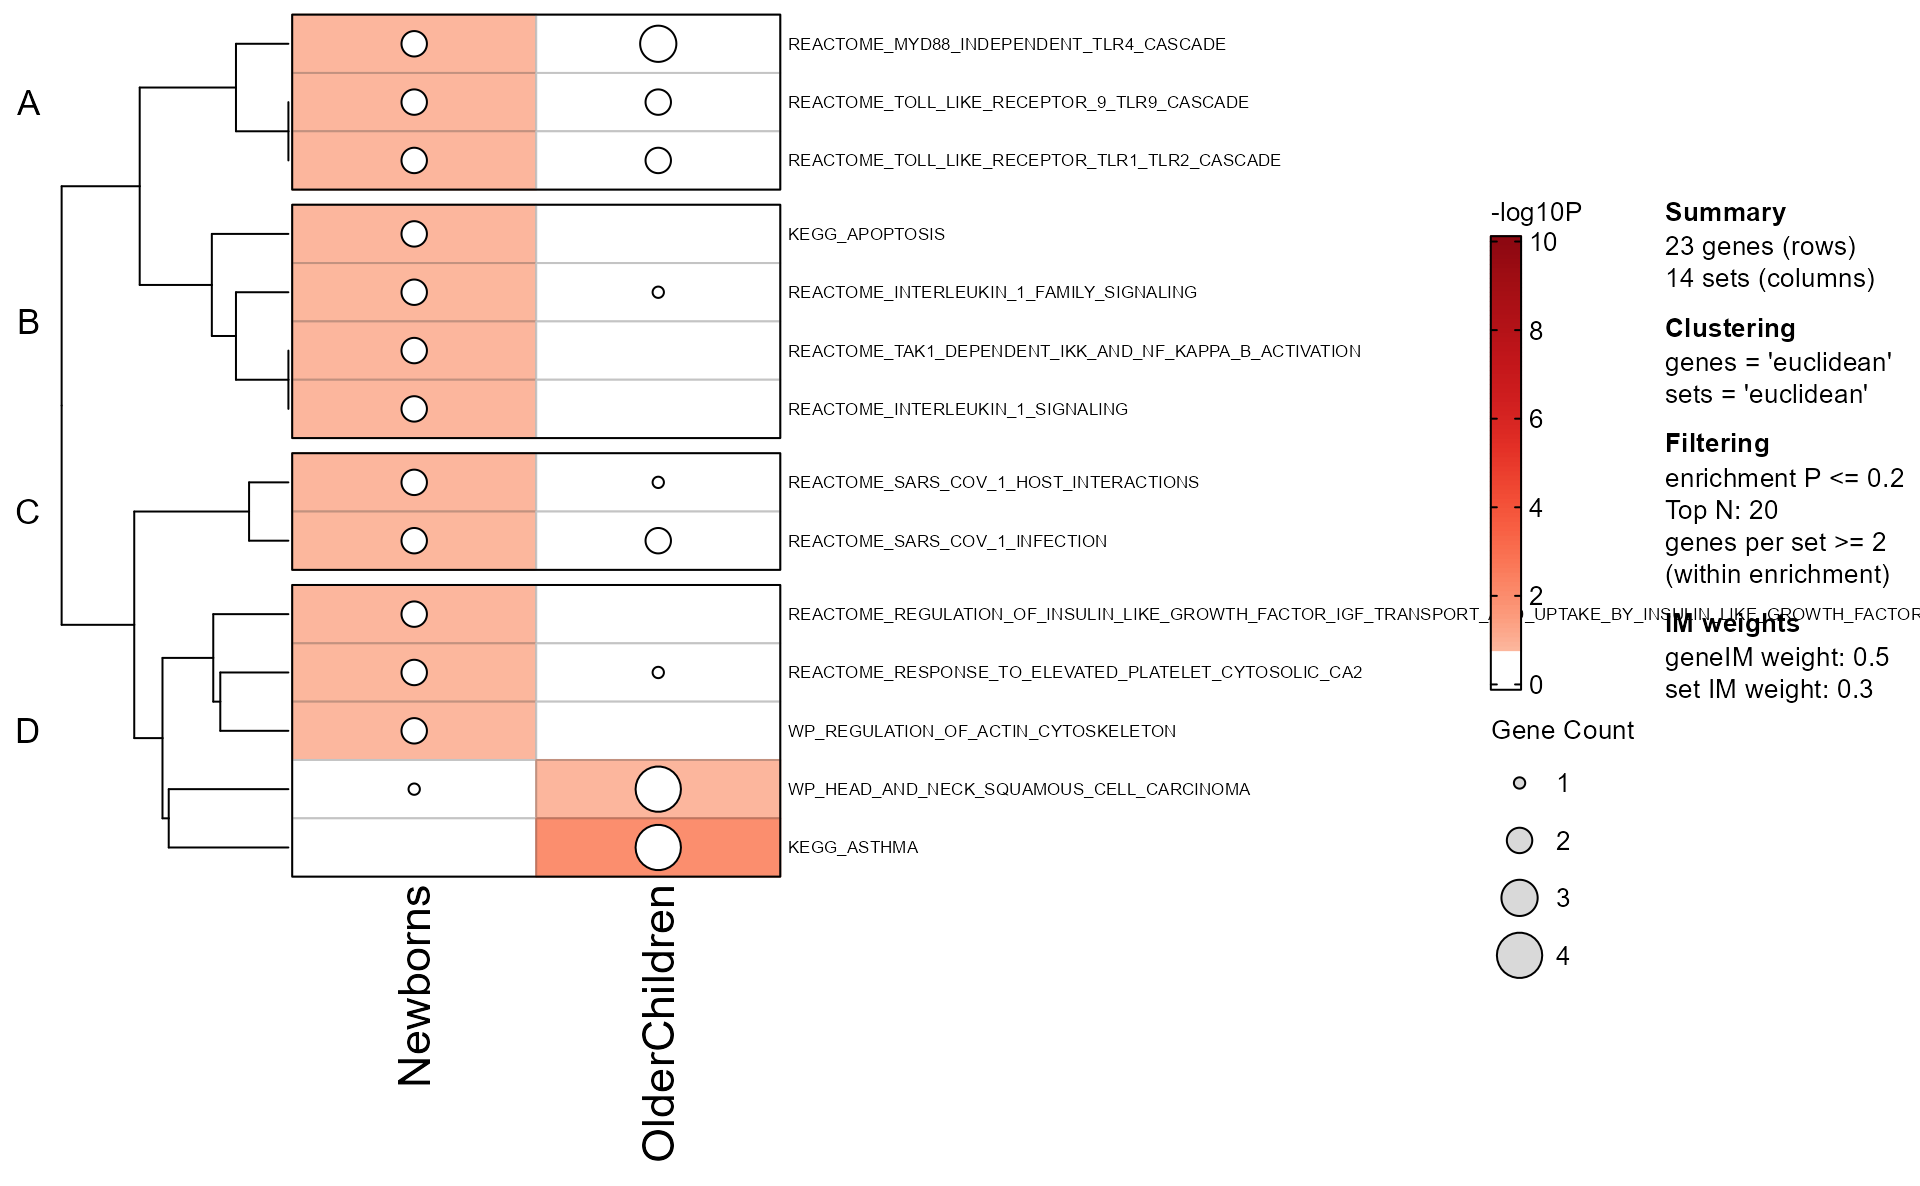 A
B
C
D
REACTOME_MYD88_INDEPENDENT_TLR4_CASCADE
REACTOME_TOLL_LIKE_RECEPTOR_9_TLR9_CASCADE
REACTOME_TOLL_LIKE_RECEPTOR_TLR1_TLR2_CASCADE
KEGG_APOPTOSIS
REACTOME_INTERLEUKIN_1_FAMILY_SIGNALING
REACTOME_TAK1_DEPENDENT_IKK_AND_NF_KAPPA_B_ACTIVATION
REACTOME_INTERLEUKIN_1_SIGNALING
REACTOME_SARS_COV_1_HOST_INTERACTIONS
REACTOME_SARS_COV_1_INFECTION
REACTOME_REGULATION_OF_INSULIN_LIKE_GROWTH_FACTOR_IGF_TRANSPORT_AND_UPTAKE_BY_INSULIN_LIKE_GROWTH_FACTOR
REACTOME_RESPONSE_TO_ELEVATED_PLATELET_CYTOSOLIC_CA2
WP_REGULATION_OF_ACTIN_CYTOSKELETON
WP_HEAD_AND_NECK_SQUAMOUS_CELL_CARCINOMA
KEGG_ASTHMA
Newborns
OlderChildren
-log10P
10
8
6
4
2
0
Gene Count
1
2
3
4
Summary
23 genes (rows)
14 sets (columns)
Clustering
genes = 'euclidean'
sets = 'euclidean'
Filtering
enrichment P <= 0.2
Top N: 20
genes per set >= 2
(within enrichment)
IM weights
geneIM weight: 0.5
set IM weight: 0.3